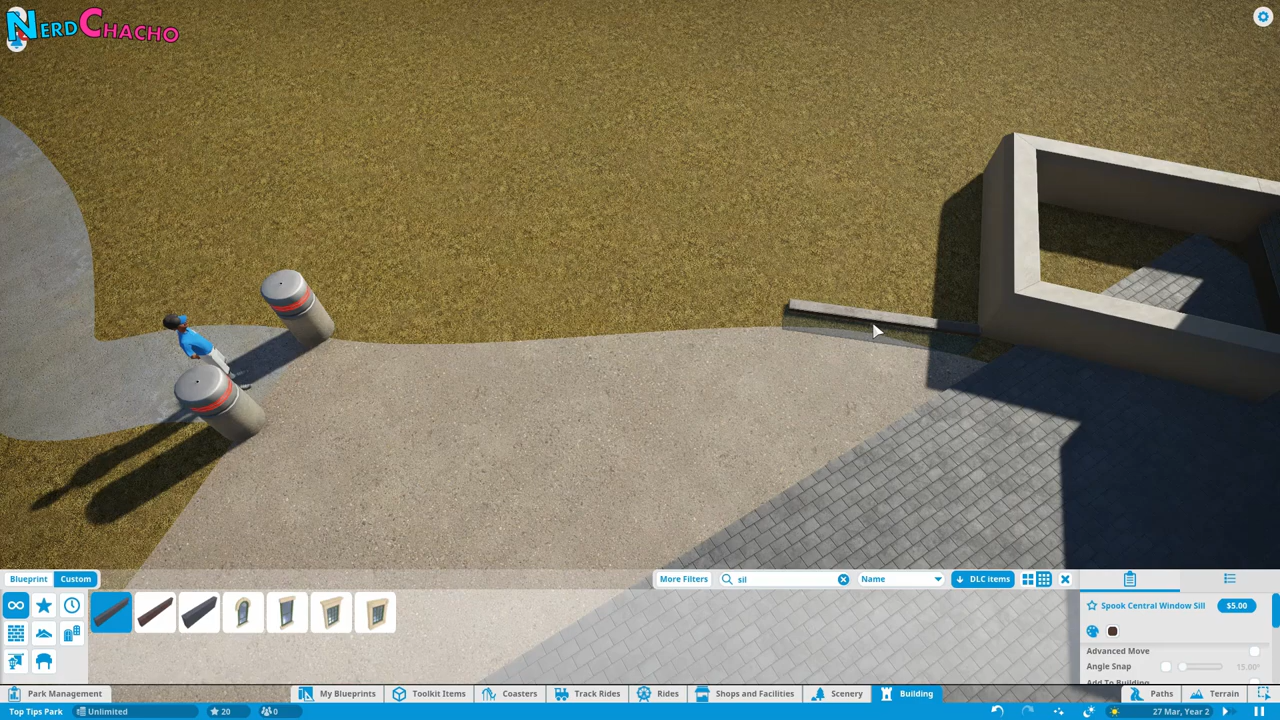 NERDCHACHO
Blueprint Custom More Filters sil Name DLC items
Spook Central Window Sill $5.00
Advanced Move
Angle Snap 15.00°
Park Management My Blueprints Toolkit Items Coasters Track Rides Rides Shops and Facilities Scenery Building Paths Terrain
Top Tips Park Unlimited 20 0 27 Mar, Year 2